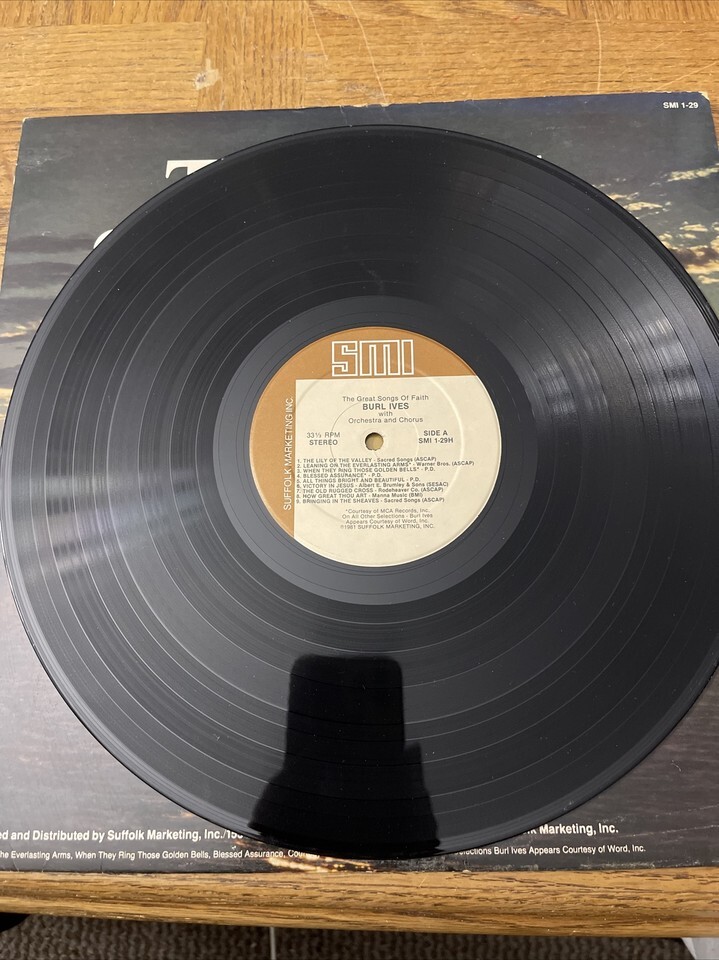 SMI 1-29
T
SMI
The Great Songs Of Faith
BURL IVES
with
Orchestra and Chorus
33⅓ RPM
STEREO
SIDE A
SMI 1-29H
SUFFOLK MARKETING INC.
1. THE LILY OF THE VALLEY - Sacred Songs (ASCAP)
2. LEANING ON THE EVERLASTING ARMS* - Warner Bros. (ASCAP)
3. WHEN THEY RING THOSE GOLDEN BELLS* - P.D.
4. BLESSED ASSURANCE* - P.D.
5. ALL THINGS BRIGHT AND BEAUTIFUL - P.D.
6. VICTORY IN JESUS - Albert E. Brumley & Sons (SESAC)
7. THE OLD RUGGED CROSS - Rodeheaver Co. (ASCAP)
8. HOW GREAT THOU ART - Manna Music (BMI)
9. BRINGING IN THE SHEAVES - Sacred Songs (ASCAP)
*Courtesy of MCA Records, Inc.
On All Other Selections - Burl Ives
Appears Courtesy of Word, Inc.
℗1981 SUFFOLK MARKETING, INC.
ed and Distributed by Suffolk Marketing, Inc./15 lk Marketing, Inc.
he Everlasting Arms, When They Ring Those Golden Bells, Blessed Assurance, Cou lections Burl Ives Appears Courtesy of Word, Inc.